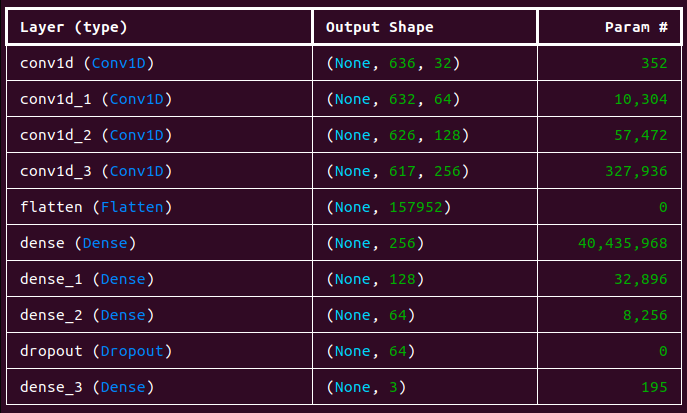 Layer (type) Output Shape Param #
conv1d (Conv1D) (None, 636, 32) 352
conv1d_1 (Conv1D) (None, 632, 64) 10,304
conv1d_2 (Conv1D) (None, 626, 128) 57,472
conv1d_3 (Conv1D) (None, 617, 256) 327,936
flatten (Flatten) (None, 157952) 0
dense (Dense) (None, 256) 40,435,968
dense_1 (Dense) (None, 128) 32,896
dense_2 (Dense) (None, 64) 8,256
dropout (Dropout) (None, 64) 0
dense_3 (Dense) (None, 3) 195